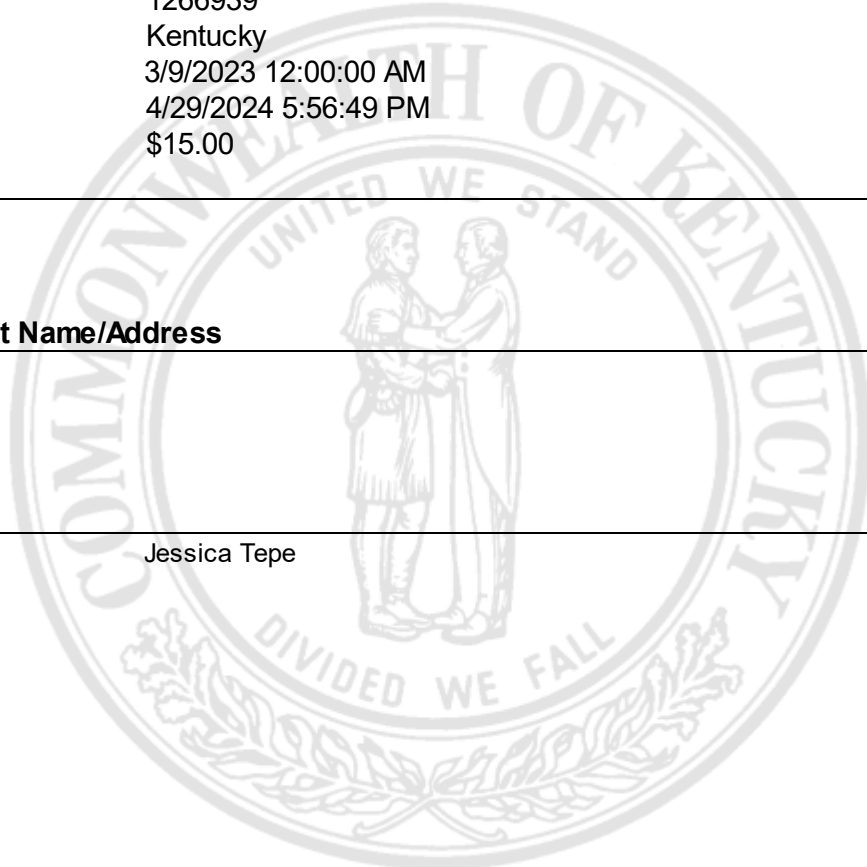 1266939
Kentucky
3/9/2023 12:00:00 AM
4/29/2024 5:56:49 PM
$15.00
COMMONWEALTH OF KENTUCKY
UNITED WE STAND
t Name/Address
Jessica Tepe
DIVIDED WE FALL